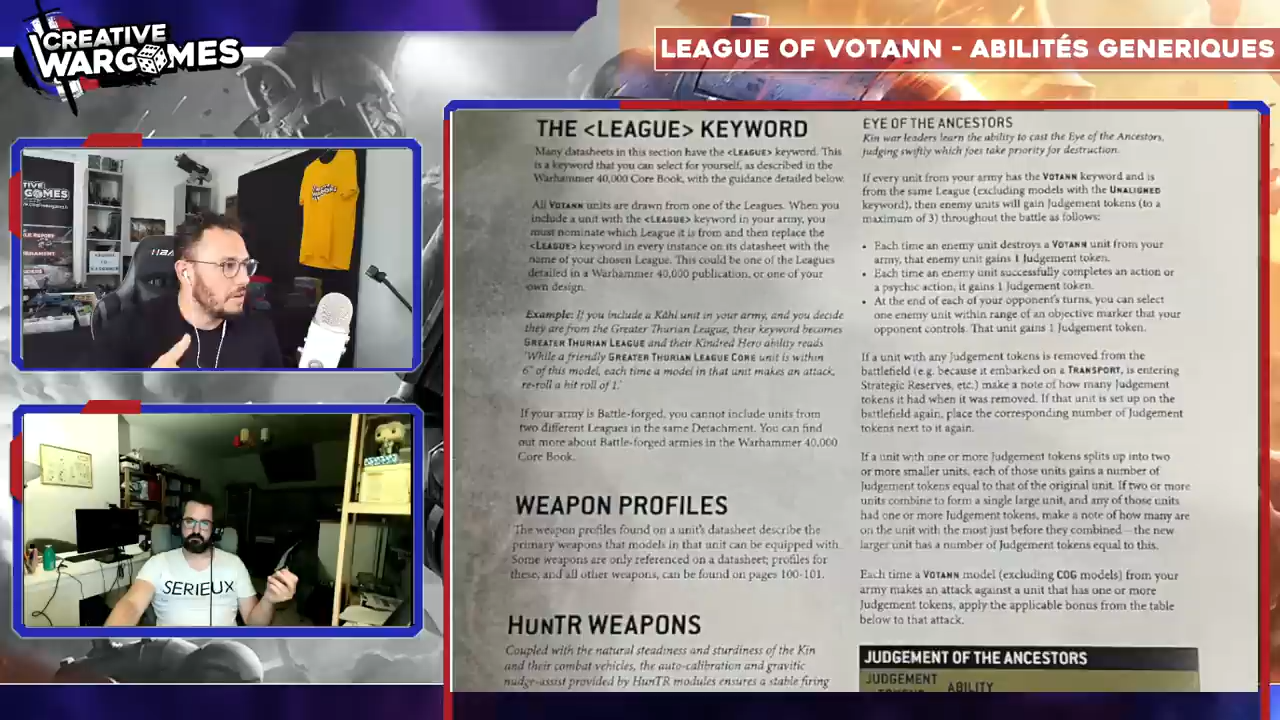 CREATIVE
WARGAMES
LEAGUE OF VOTANN - ABILITÉS GENERIQUES
SERIEUX
THE <LEAGUE> KEYWORD
Many datasheets in this section have the <LEAGUE> keyword. This
is a keyword that you can select for yourself, as described in the
Warhammer 40,000 Core Book, with the guidance detailed below.
All VOTANN units are drawn from one of the Leagues. When you
include a unit with the <LEAGUE> keyword in your army, you
must nominate which League it is from and then replace the
<LEAGUE> keyword in every instance on its datasheet with the
name of your chosen League. This could be one of the Leagues
detailed in a Warhammer 40,000 publication, or one of your
own design.
Example: If you include a Kâhl unit in your army, and you decide
they are from the Greater Thurian League, their keyword becomes
GREATER THURIAN LEAGUE and their Kindred Hero ability reads
'While a friendly GREATER THURIAN LEAGUE CORE unit is within
6" of this model, each time a model in that unit makes an attack,
re-roll a hit roll of 1.'
If your army is Battle-forged, you cannot include units from
two different Leagues in the same Detachment. You can find
out more about Battle-forged armies in the Warhammer 40,000
Core Book.
WEAPON PROFILES
The weapon profiles found on a unit's datasheet describe the
primary weapons that models in that unit can be equipped with.
Some weapons are only referenced on a datasheet; profiles for
these, and all other weapons, can be found on pages 100-101.
HUNTR WEAPONS
Coupled with the natural steadiness and sturdiness of the Kin
and their combat vehicles, the auto-calibration and gravitic
nudge-assist provided by HunTR modules ensures a stable firing
EYE OF THE ANCESTORS
Kin war leaders learn the ability to cast the Eye of the Ancestors,
judging swiftly which foes take priority for destruction.
If every unit from your army has the VOTANN keyword and is
from the same League (excluding models with the UNALIGNED
keyword), then enemy units will gain Judgement tokens (to a
maximum of 3) throughout the battle as follows:
• Each time an enemy unit destroys a VOTANN unit from your
army, that enemy unit gains 1 Judgement token.
• Each time an enemy unit successfully completes an action or
a psychic action, it gains 1 Judgement token.
• At the end of each of your opponent's turns, you can select
one enemy unit within range of an objective marker that your
opponent controls. That unit gains 1 Judgement token.
If a unit with any Judgement tokens is removed from the
battlefield (e.g. because it embarked on a TRANSPORT, is entering
Strategic Reserves, etc.) make a note of how many Judgement
tokens it had when it was removed. If that unit is set up on the
battlefield again, place the corresponding number of Judgement
tokens next to it again.
If a unit with one or more Judgement tokens splits up into two
or more smaller units, each of those units gains a number of
Judgement tokens equal to that of the original unit. If two or more
units combine to form a single large unit, and any of those units
had one or more Judgement tokens, make a note of how many are
on the unit with the most just before they combined – the new
larger unit has a number of Judgement tokens equal to this.
Each time a VOTANN model (excluding COG models) from your
army makes an attack against a unit that has one or more
Judgement tokens, apply the applicable bonus from the table
below to that attack.
JUDGEMENT OF THE ANCESTORS
JUDGEMENT
ABILITY